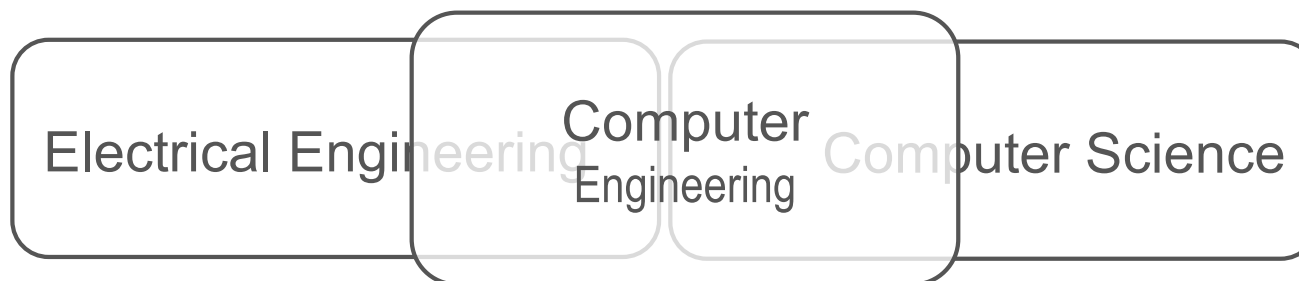 Electrical Engineering
Computer
Engineering
Computer Science